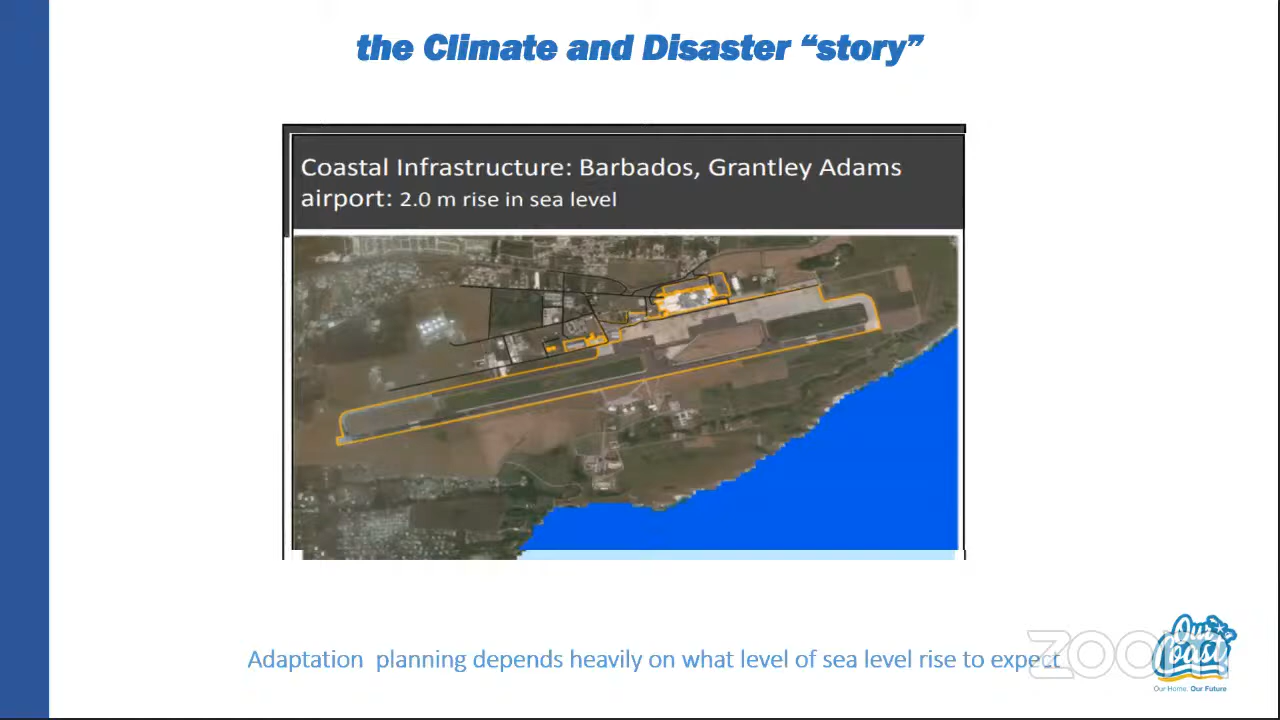 the Climate and Disaster “story”
Coastal Infrastructure: Barbados, Grantley Adams
airport: 2.0 m rise in sea level
Adaptation  planning depends heavily on what level of sea level rise to expect
zoom
Our
Coast
Our Home, Our Future